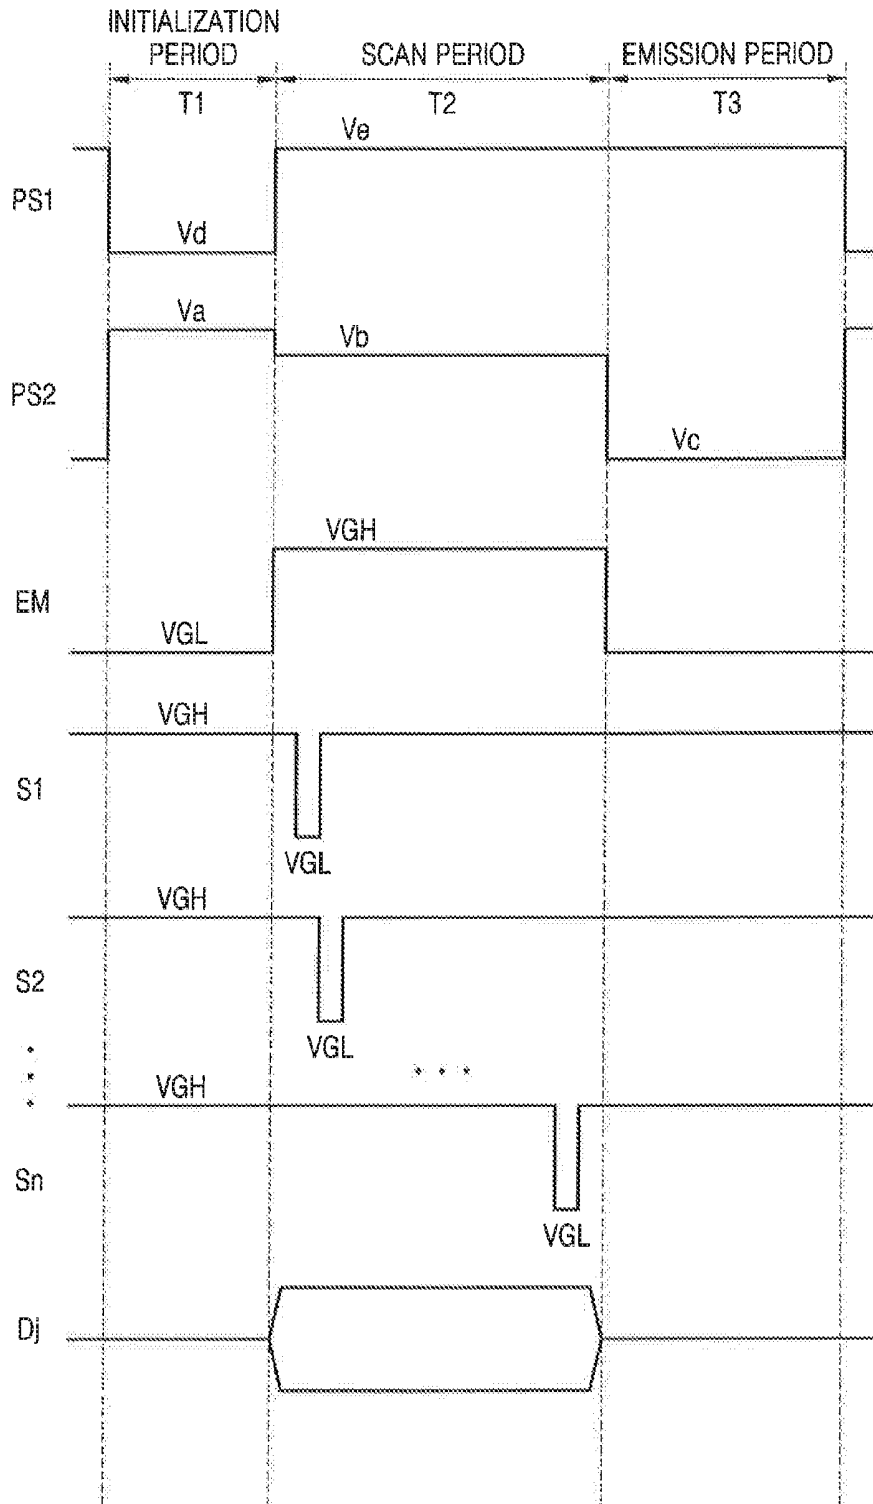 INITIALIZATION
PERIOD
SCAN PERIOD
EMISSION PERIOD
T1
T2
T3
Ve
PS1
Vd
Va
Vb
PS2
Vc
VGH
EM
VGL
VGH
S1
VGL
VGH
S2
VGL
VGH
Sn
VGL
Dj